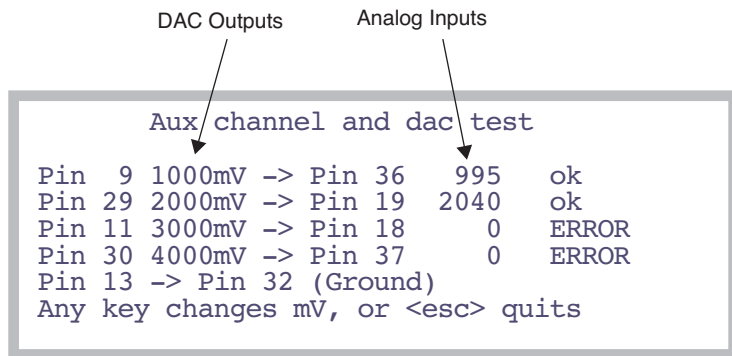 DAC Outputs Analog Inputs
Aux channel and dac test
Pin 9 1000mV -> Pin 36 995 ok
Pin 29 2000mV -> Pin 19 2040 ok
Pin 11 3000mV -> Pin 18 0 ERROR
Pin 30 4000mV -> Pin 37 0 ERROR
Pin 13 -> Pin 32 (Ground)
Any key changes mV, or <esc> quits